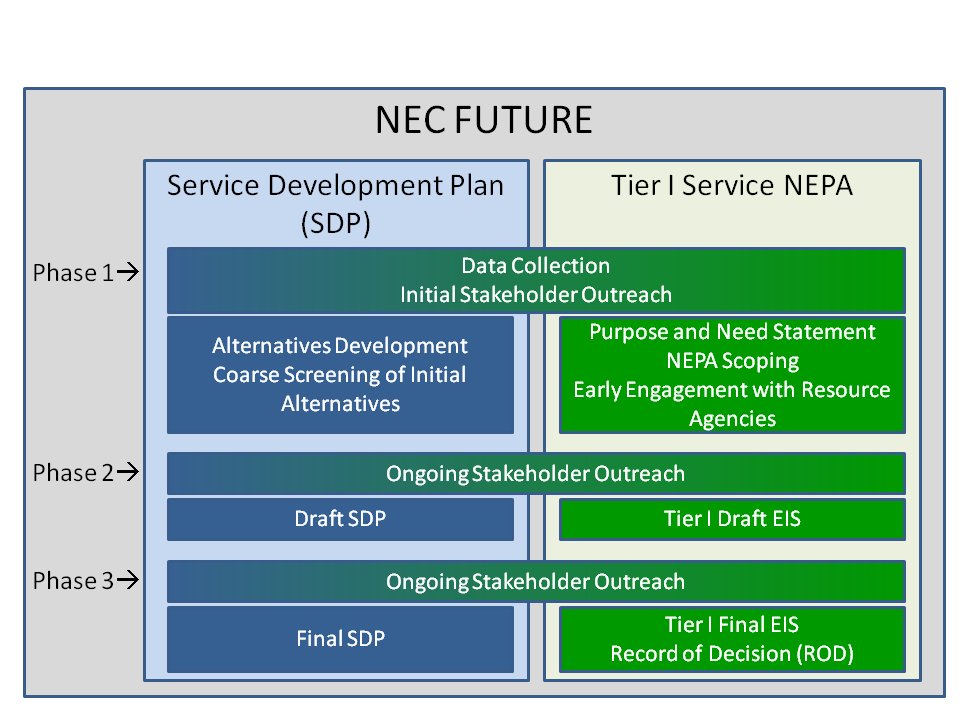 NEC FUTURE
Service Development Plan
(SDP)
Tier I Service NEPA
Phase 1→
Data Collection
Initial Stakeholder Outreach
Alternatives Development
Coarse Screening of Initial
Alternatives
Purpose and Need Statement
NEPA Scoping
Early Engagement with Resource
Agencies
Phase 2→
Ongoing Stakeholder Outreach
Draft SDP
Tier I Draft EIS
Phase 3→
Ongoing Stakeholder Outreach
Final SDP
Tier I Final EIS
Record of Decision (ROD)